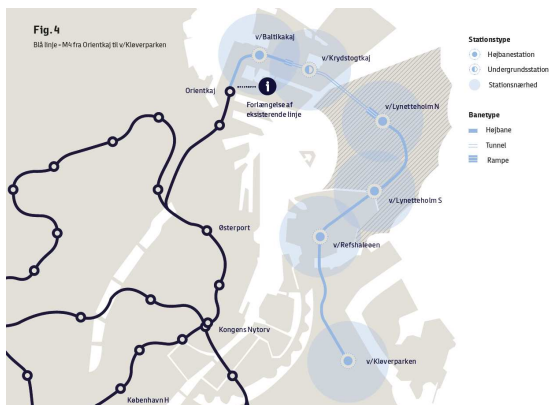 Fig. 4
Blå linje - M4 fra Orientkaj til v/Kløverparken
v/Baltikakaj
v/Krydstogtkaj
Orientkaj
i
Forlængelse af
eksisterende linje
v/Lynetteholm N
v/Lynetteholm S
Østerport
v/Refshaleøen
Kongens Nytorv
v/Kløverparken
København H
Stationstype
Højbanestation
Undergrundsstation
Stationsnærhed
Banetype
Højbane
Tunnel
Rampe